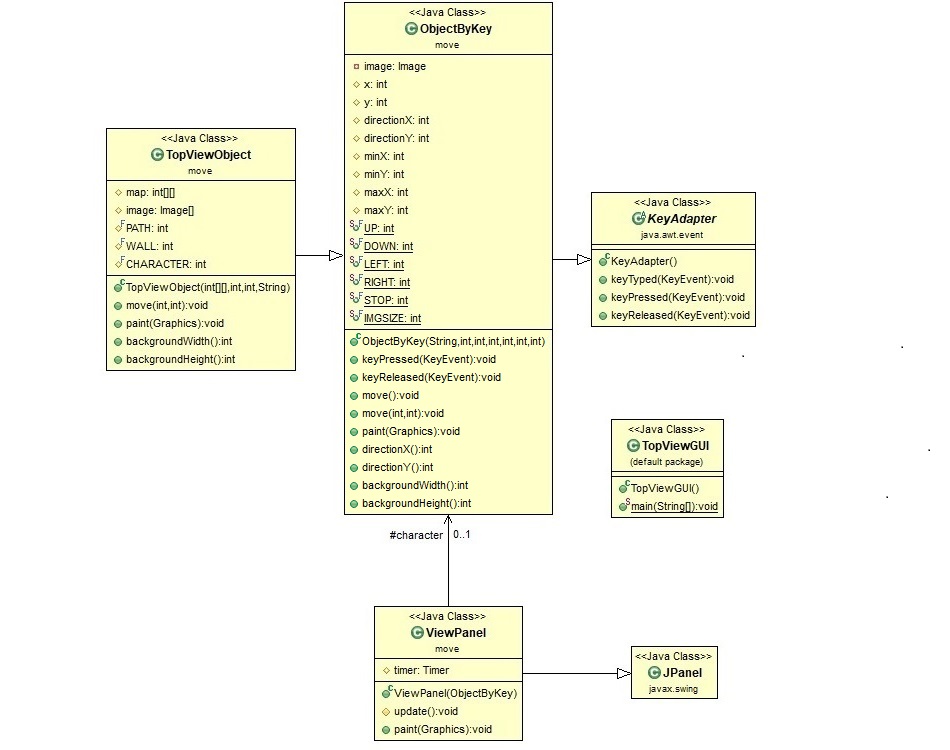 <<Java Class>>
ObjectByKey
move
image: Image
x: int
y: int
directionX: int
directionY: int
minX: int
minY: int
maxX: int
maxY: int
UP: int
DOWN: int
LEFT: int
RIGHT: int
STOP: int
IMGSIZE: int
ObjectByKey(String,int,int,int,int,int,int)
keyPressed(KeyEvent):void
keyReleased(KeyEvent):void
move():void
move(int,int):void
paint(Graphics):void
directionX():int
directionY():int
backgroundWidth():int
backgroundHeight():int
<<Java Class>>
TopViewObject
move
map: int[][]
image: Image[]
PATH: int
WALL: int
CHARACTER: int
TopViewObject(int[][],int,int,String)
move(int,int):void
paint(Graphics):void
backgroundWidth():int
backgroundHeight():int
<<Java Class>>
KeyAdapter
java.awt.event
KeyAdapter()
keyTyped(KeyEvent):void
keyPressed(KeyEvent):void
keyReleased(KeyEvent):void
<<Java Class>>
TopViewGUI
(default package)
TopViewGUI()
main(String[]):void
#character 0..1
<<Java Class>>
ViewPanel
move
timer: Timer
ViewPanel(ObjectByKey)
update():void
paint(Graphics):void
<<Java Class>>
JPanel
javax.swing